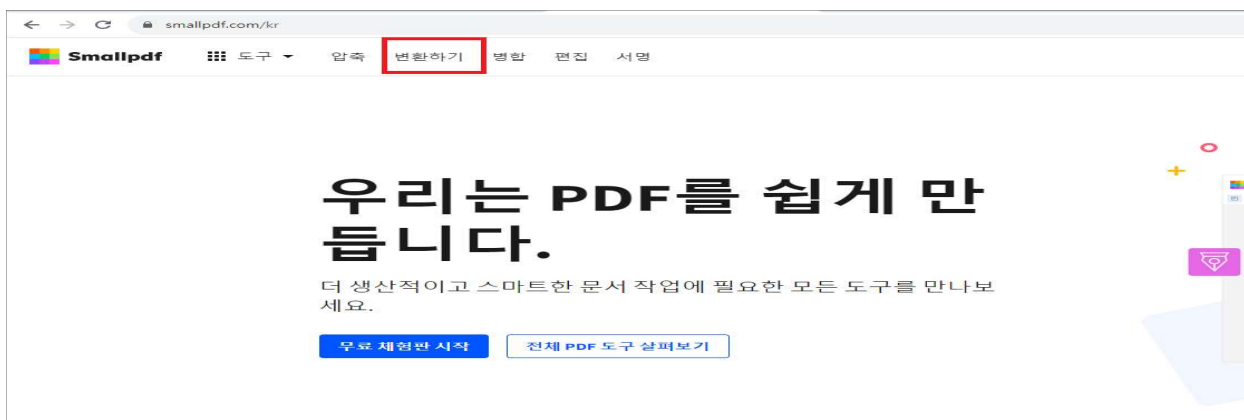 smallpdf.com/kr
Smallpdf 도구 압축 변환하기 병합 편집 서명
우리는 PDF를 쉽게 만
듭니다.
더 생산적이고 스마트한 문서 작업에 필요한 모든 도구를 만나보
세요.
무료 체험판 시작 전체 PDF 도구 살펴보기